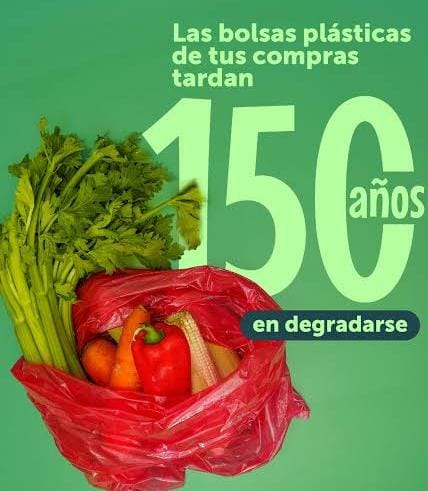 Las bolsas plásticas
de tus compras
tardan
150
años
en degradarse